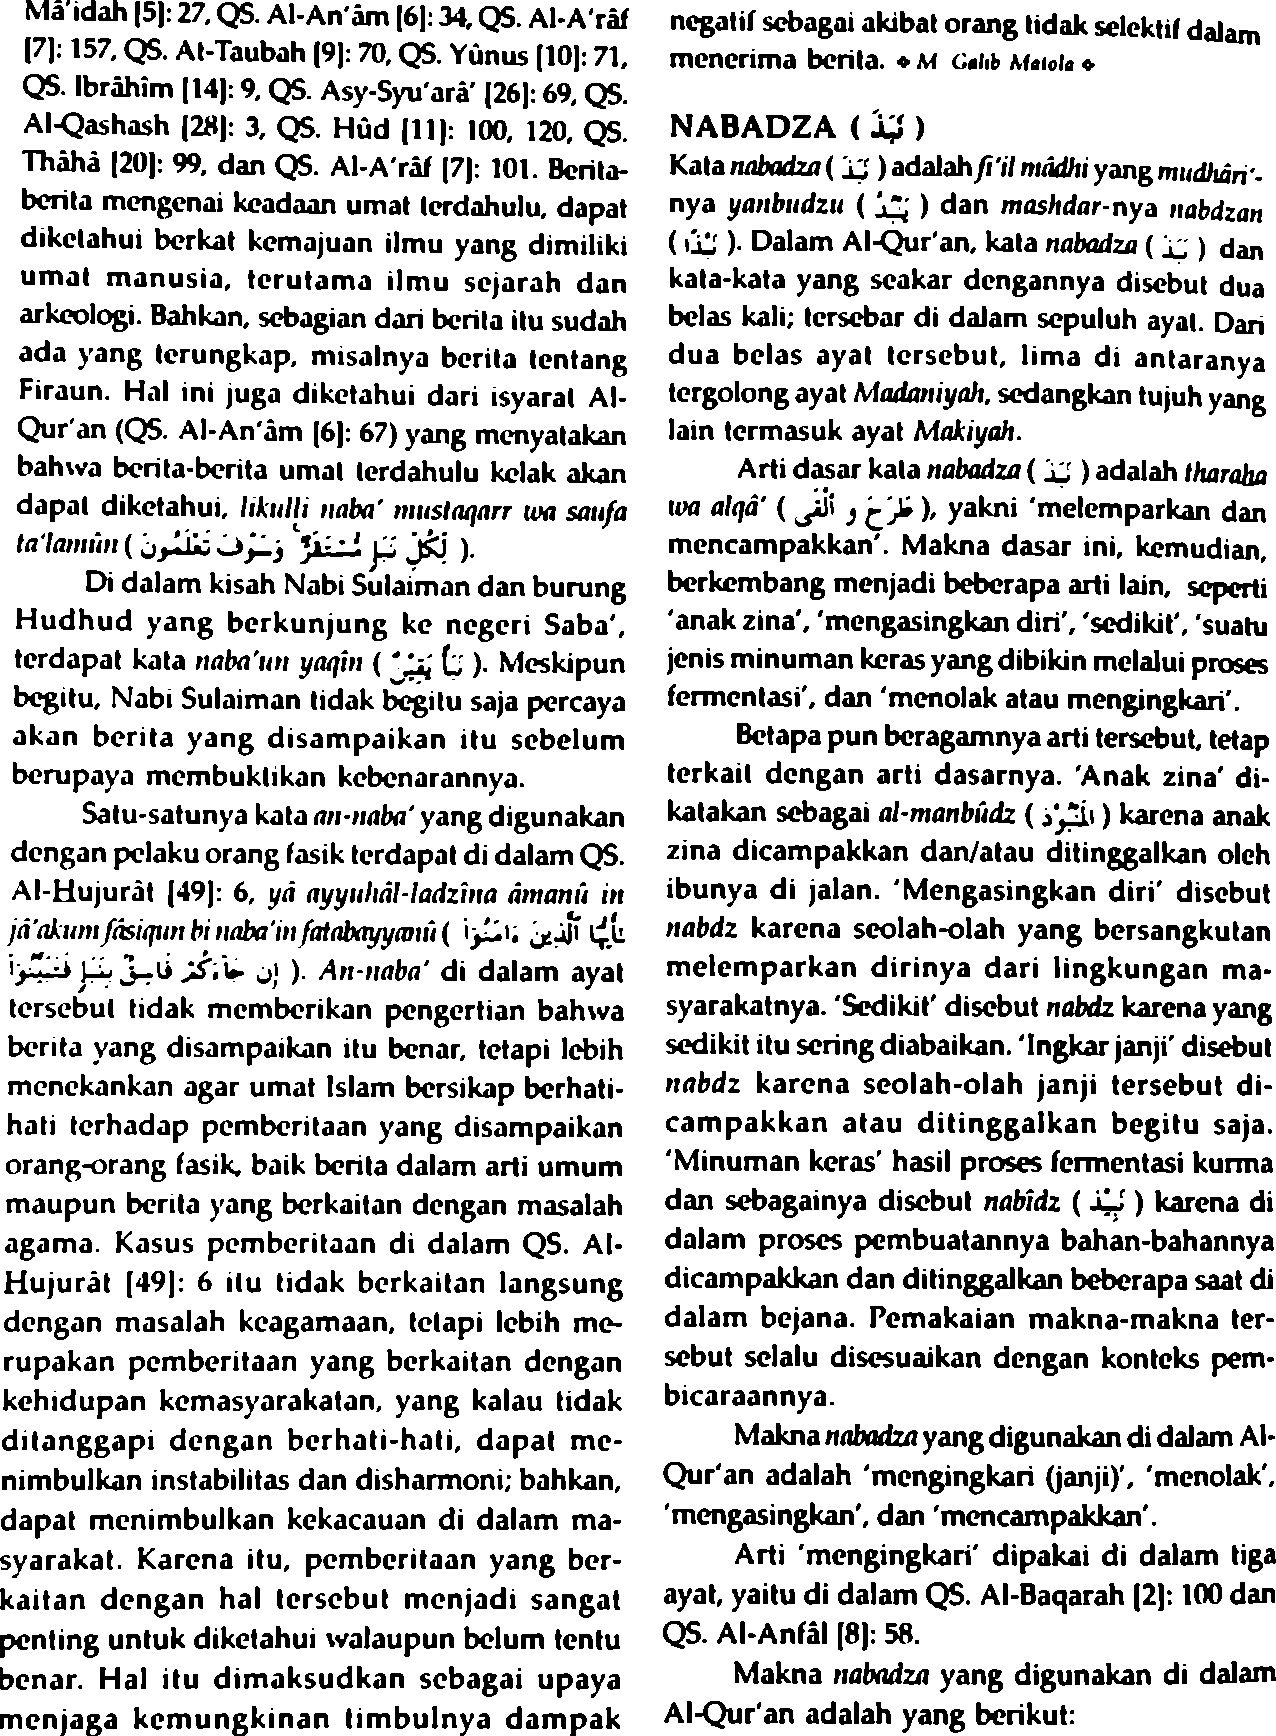 Mâ'idah [5]: 27, QS. Al-An'âm [6]: 34, QS. Al-A'râf
[7]: 157, QS. At-Taubah [9]: 70, QS. Yûnus [10]: 71,
QS. Ibrâhîm [14]: 9, QS. Asy-Syu'arâ' [26]: 69, QS.
Al-Qashash [28]: 3, QS. Hûd [11]: 100, 120, QS.
Thâhâ [20]: 99, dan QS. Al-A'râf [7]: 101. Berita-
berita mengenai keadaan umat terdahulu, dapat
diketahui berkat kemajuan ilmu yang dimiliki
umat manusia, terutama ilmu sejarah dan
arkeologi. Bahkan, sebagian dari berita itu sudah
ada yang terungkap, misalnya berita tentang
Firaun. Hal ini juga diketahui dari isyarat Al-
Qur'an (QS. Al-An'âm [6]: 67) yang menyatakan
bahwa berita-berita umat terdahulu kelak akan
dapat diketahui, likulli naba' mustaqarr wa saufa
ta'lamûn ( لِكُلِّ نَبَإٍ مُّسْتَقَرٌّ وَسَوْفَ تَعْلَمُونَ ).
Di dalam kisah Nabi Sulaiman dan burung
Hudhud yang berkunjung ke negeri Saba',
terdapat kata naba'un yaqîn ( نَبَأٌ يَقِيْنٌ ). Meskipun
begitu, Nabi Sulaiman tidak begitu saja percaya
akan berita yang disampaikan itu sebelum
berupaya membuktikan kebenarannya.
Satu-satunya kata an-naba' yang digunakan
dengan pelaku orang fasik terdapat di dalam QS.
Al-Hujurât [49]: 6, yâ ayyuhâl-ladzîna âmanû in
jâ'akum fâsiqun bi naba'in fatabayyanû ( يَٰٓأَيُّهَا ٱلَّذِينَ ءَامَنُوٓا۟
إِن جَآءَكُمْ فَاسِقٌۢ بِنَبَإٍ فَتَبَيَّنُوٓا۟ ). An-naba' di dalam ayat
tersebut tidak memberikan pengertian bahwa
berita yang disampaikan itu benar, tetapi lebih
menekankan agar umat Islam bersikap berhati-
hati terhadap pemberitaan yang disampaikan
orang-orang fasik, baik berita dalam arti umum
maupun berita yang berkaitan dengan masalah
agama. Kasus pemberitaan di dalam QS. Al-
Hujurât [49]: 6 itu tidak berkaitan langsung
dengan masalah keagamaan, tetapi lebih me-
rupakan pemberitaan yang berkaitan dengan
kehidupan kemasyarakatan, yang kalau tidak
ditanggapi dengan berhati-hati, dapat me-
nimbulkan instabilitas dan disharmoni; bahkan,
dapat menimbulkan kekacauan di dalam ma-
syarakat. Karena itu, pemberitaan yang ber-
kaitan dengan hal tersebut menjadi sangat
penting untuk diketahui walaupun belum tentu
benar. Hal itu dimaksudkan sebagai upaya
menjaga kemungkinan timbulnya dampak
negatif sebagai akibat orang tidak selektif dalam
menerima berita. ◆ M Galib Matola ◆
NABADZA ( نَبَذَ )
Kata nabadza ( نَبَذَ ) adalah fi'il mâdhi yang mudhâri'-
nya yanbudzu ( يَنْبُذُ ) dan mashdar-nya nabdzan
( نَبْذًا ). Dalam Al-Qur'an, kata nabadza ( نَبَذَ ) dan
kata-kata yang seakar dengannya disebut dua
belas kali; tersebar di dalam sepuluh ayat. Dari
dua belas ayat tersebut, lima di antaranya
tergolong ayat Madaniyah, sedangkan tujuh yang
lain termasuk ayat Makiyah.
Arti dasar kata nabadza ( نَبَذَ ) adalah tharaha
wa alqâ' ( طَرَحَ وَ أَلْقَى ), yakni 'melemparkan dan
mencampakkan'. Makna dasar ini, kemudian,
berkembang menjadi beberapa arti lain, seperti
'anak zina', 'mengasingkan diri', 'sedikit', 'suatu
jenis minuman keras yang dibikin melalui proses
fermentasi', dan 'menolak atau mengingkari'.
Betapa pun beragamnya arti tersebut, tetap
terkait dengan arti dasarnya. 'Anak zina' di-
katakan sebagai al-manbûdz ( الْمَنْبُوْذ ) karena anak
zina dicampakkan dan/atau ditinggalkan oleh
ibunya di jalan. 'Mengasingkan diri' disebut
nabdz karena seolah-olah yang bersangkutan
melemparkan dirinya dari lingkungan ma-
syarakatnya. 'Sedikit' disebut nabdz karena yang
sedikit itu sering diabaikan. 'Ingkar janji' disebut
nabdz karena seolah-olah janji tersebut di-
campakkan atau ditinggalkan begitu saja.
'Minuman keras' hasil proses fermentasi kurma
dan sebagainya disebut nabîdz ( نَبِيْذ ) karena di
dalam proses pembuatannya bahan-bahannya
dicampakkan dan ditinggalkan beberapa saat di
dalam bejana. Pemakaian makna-makna ter-
sebut selalu disesuaikan dengan konteks pem-
bicaraannya.
Makna nabadza yang digunakan di dalam Al-
Qur'an adalah 'mengingkari (janji)', 'menolak',
'mengasingkan', dan 'mencampakkan'.
Arti 'mengingkari' dipakai di dalam tiga
ayat, yaitu di dalam QS. Al-Baqarah [2]: 100 dan
QS. Al-Anfâl [8]: 58.
Makna nabadza yang digunakan di dalam
Al-Qur'an adalah yang berikut: